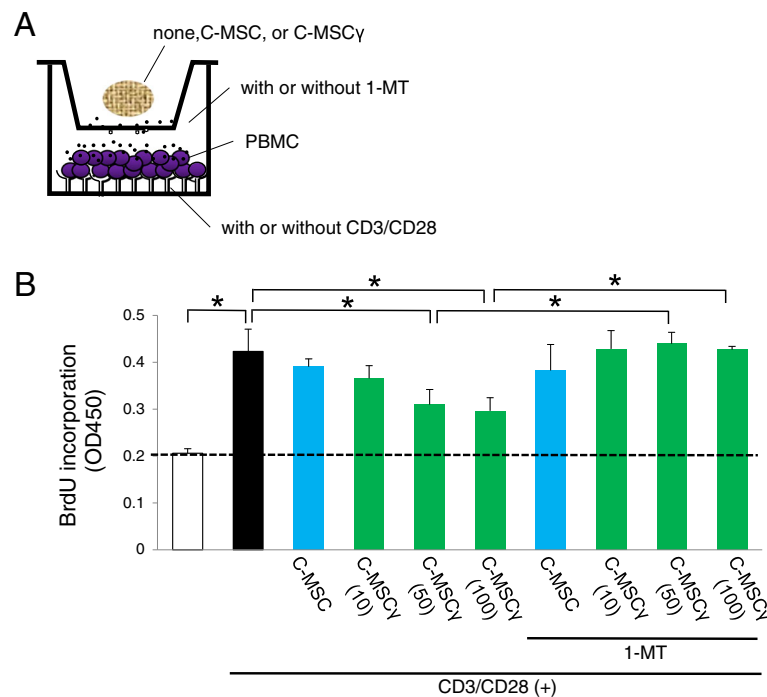 A
none,C-MSC, or C-MSCγ
with or without 1-MT
PBMC
with or without CD3/CD28
B
* * * * *
BrdU incorporation
(OD450)
0.5
0.4
0.3
0.2
0.1
0
C-MSC
C-MSCγ
(10)
C-MSCγ
(50)
C-MSCγ
(100)
C-MSC
C-MSCγ
(10)
C-MSCγ
(50)
C-MSCγ
(100)
1-MT
CD3/CD28 (+)